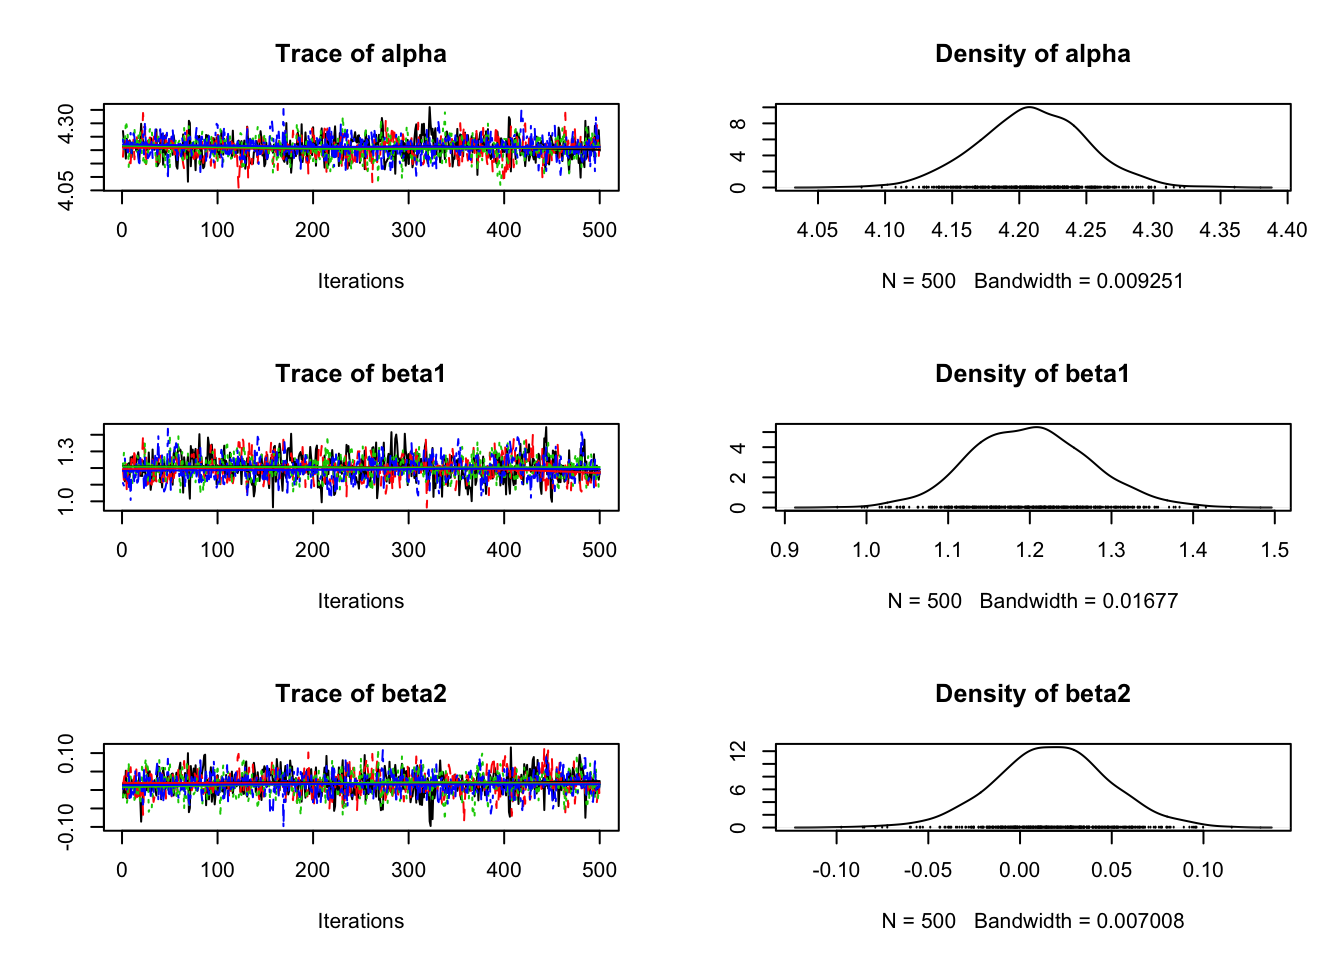 Trace of alpha
4.05 4.30
0 100 200 300 400 500
Iterations
Density of alpha
0 4 8
4.05 4.10 4.15 4.20 4.25 4.30 4.35 4.40
N = 500 Bandwidth = 0.009251
Trace of beta1
1.0 1.3
0 100 200 300 400 500
Iterations
Density of beta1
0 2 4
0.9 1.0 1.1 1.2 1.3 1.4 1.5
N = 500 Bandwidth = 0.01677
Trace of beta2
-0.10 0.10
0 100 200 300 400 500
Iterations
Density of beta2
0 6 12
-0.10 -0.05 0.00 0.05 0.10
N = 500 Bandwidth = 0.007008